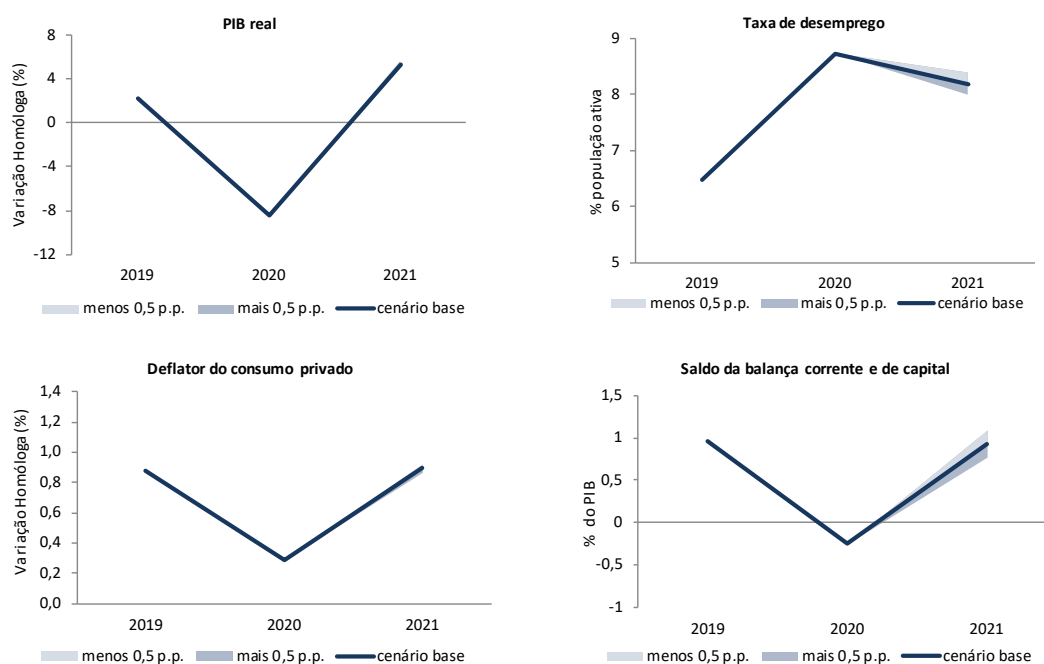 PIB real
Variação Homóloga (%)
8
4
0
-4
-8
-12
2019 2020 2021
menos 0,5 p.p. mais 0,5 p.p. cenário base
Taxa de desemprego
% população ativa
9
8
7
6
5
2019 2020 2021
menos 0,5 p.p. mais 0,5 p.p. cenário base
Deflator do consumo privado
Variação Homóloga (%)
1,4
1,2
1,0
0,8
0,6
0,4
0,2
0,0
2019 2020 2021
menos 0,5 p.p. mais 0,5 p.p. cenário base
Saldo da balança corrente e de capital
% do PIB
1,5
1
0,5
0
-0,5
-1
2019 2020 2021
menos 0,5 p.p. mais 0,5 p.p. cenário base